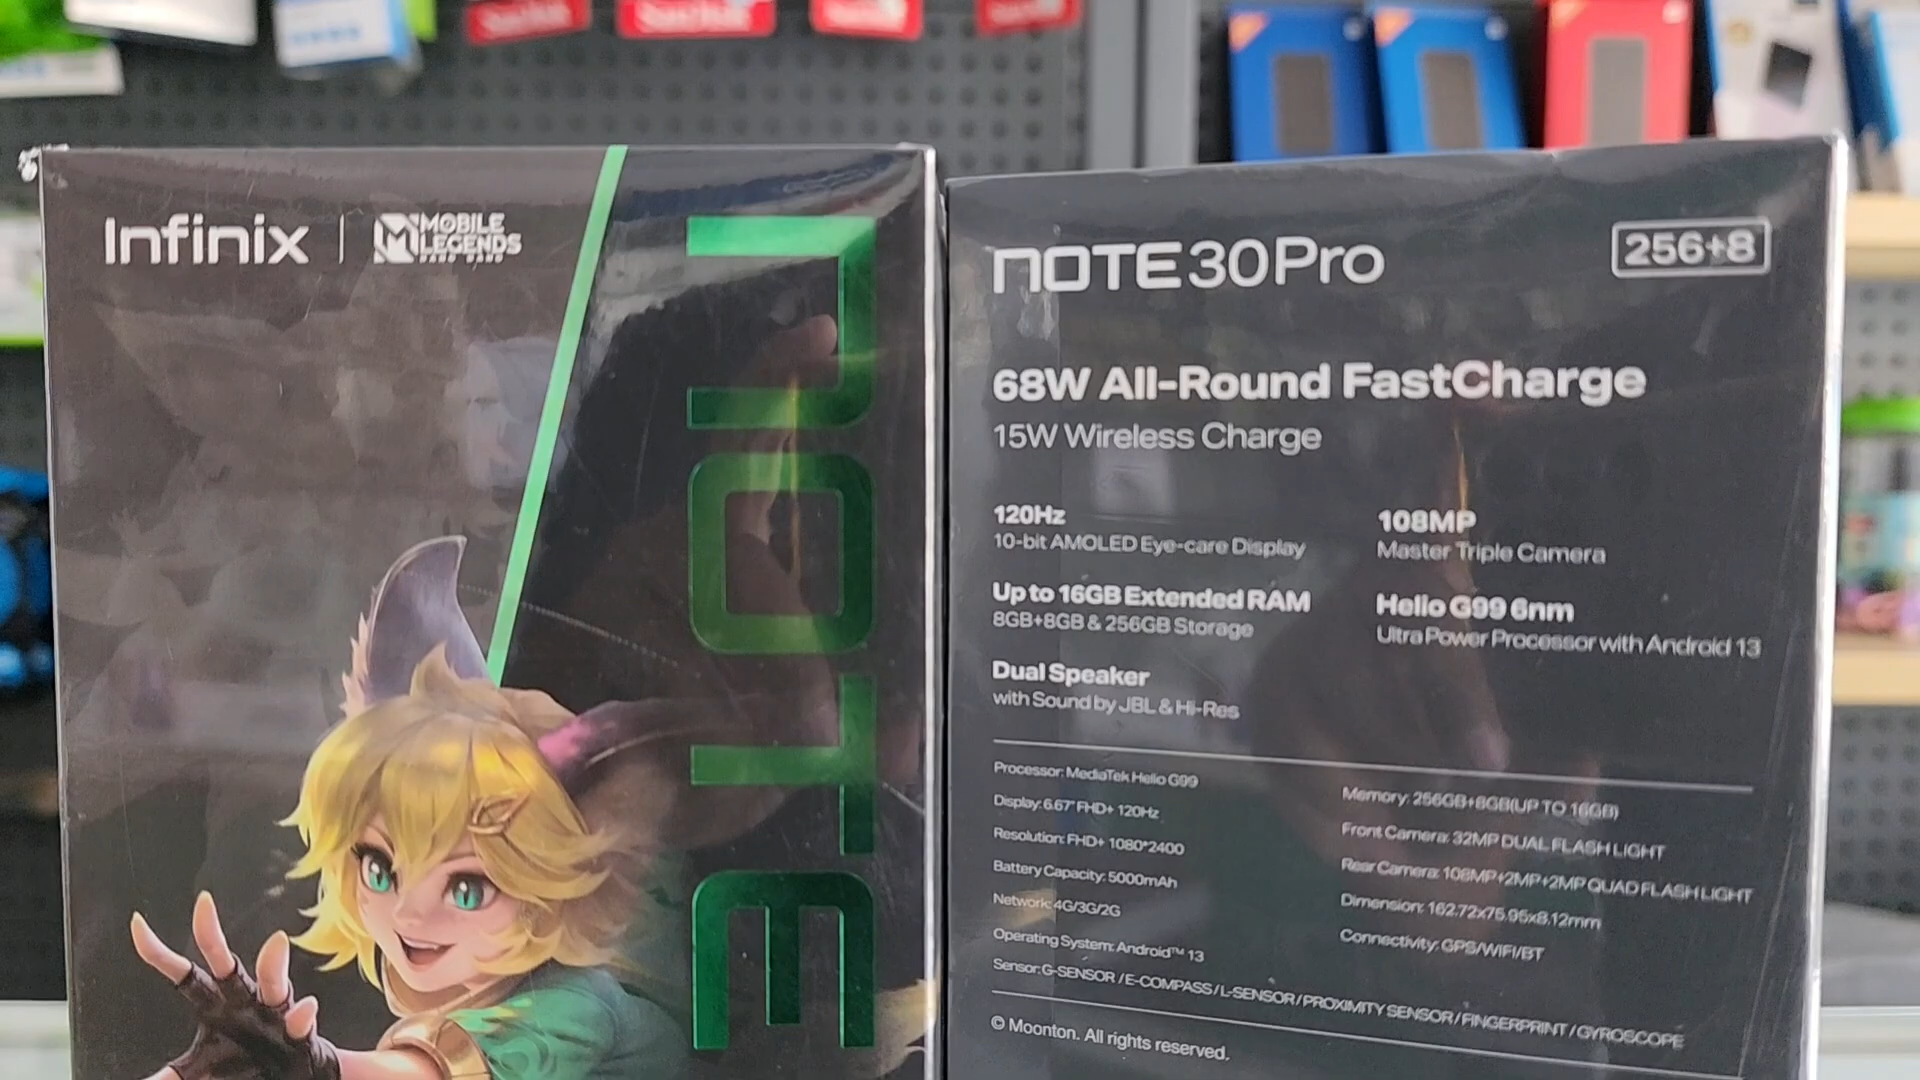 SanDisk
SanDisk
Infinix | MOBILE LEGENDS
BANG BANG
NOTE
NOTE 30 Pro
256+8
68W All-Round FastCharge
15W Wireless Charge
120Hz
10-bit AMOLED Eye-care Display
108MP
Master Triple Camera
Up to 16GB Extended RAM
8GB+8GB & 256GB Storage
Helio G99 6nm
Ultra Power Processor with Android 13
Dual Speaker
with Sound by JBL & Hi-Res
Processor: MediaTek Helio G99
Display: 6.67" FHD+ 120Hz
Resolution: FHD+ 1080*2400
Battery Capacity: 5000mAh
Network: 4G/3G/2G
Operating System: Android™ 13
Memory: 256GB+8GB(UP TO 16GB)
Front Camera: 32MP DUAL FLASH LIGHT
Rear Camera: 108MP+2MP+2MP QUAD FLASH LIGHT
Dimension: 162.72x75.95x8.12mm
Connectivity: GPS/WIFI/BT
Sensor: G-SENSOR / E-COMPASS / L-SENSOR / PROXIMITY SENSOR / FINGERPRINT / GYROSCOPE
© Moonton. All rights reserved.